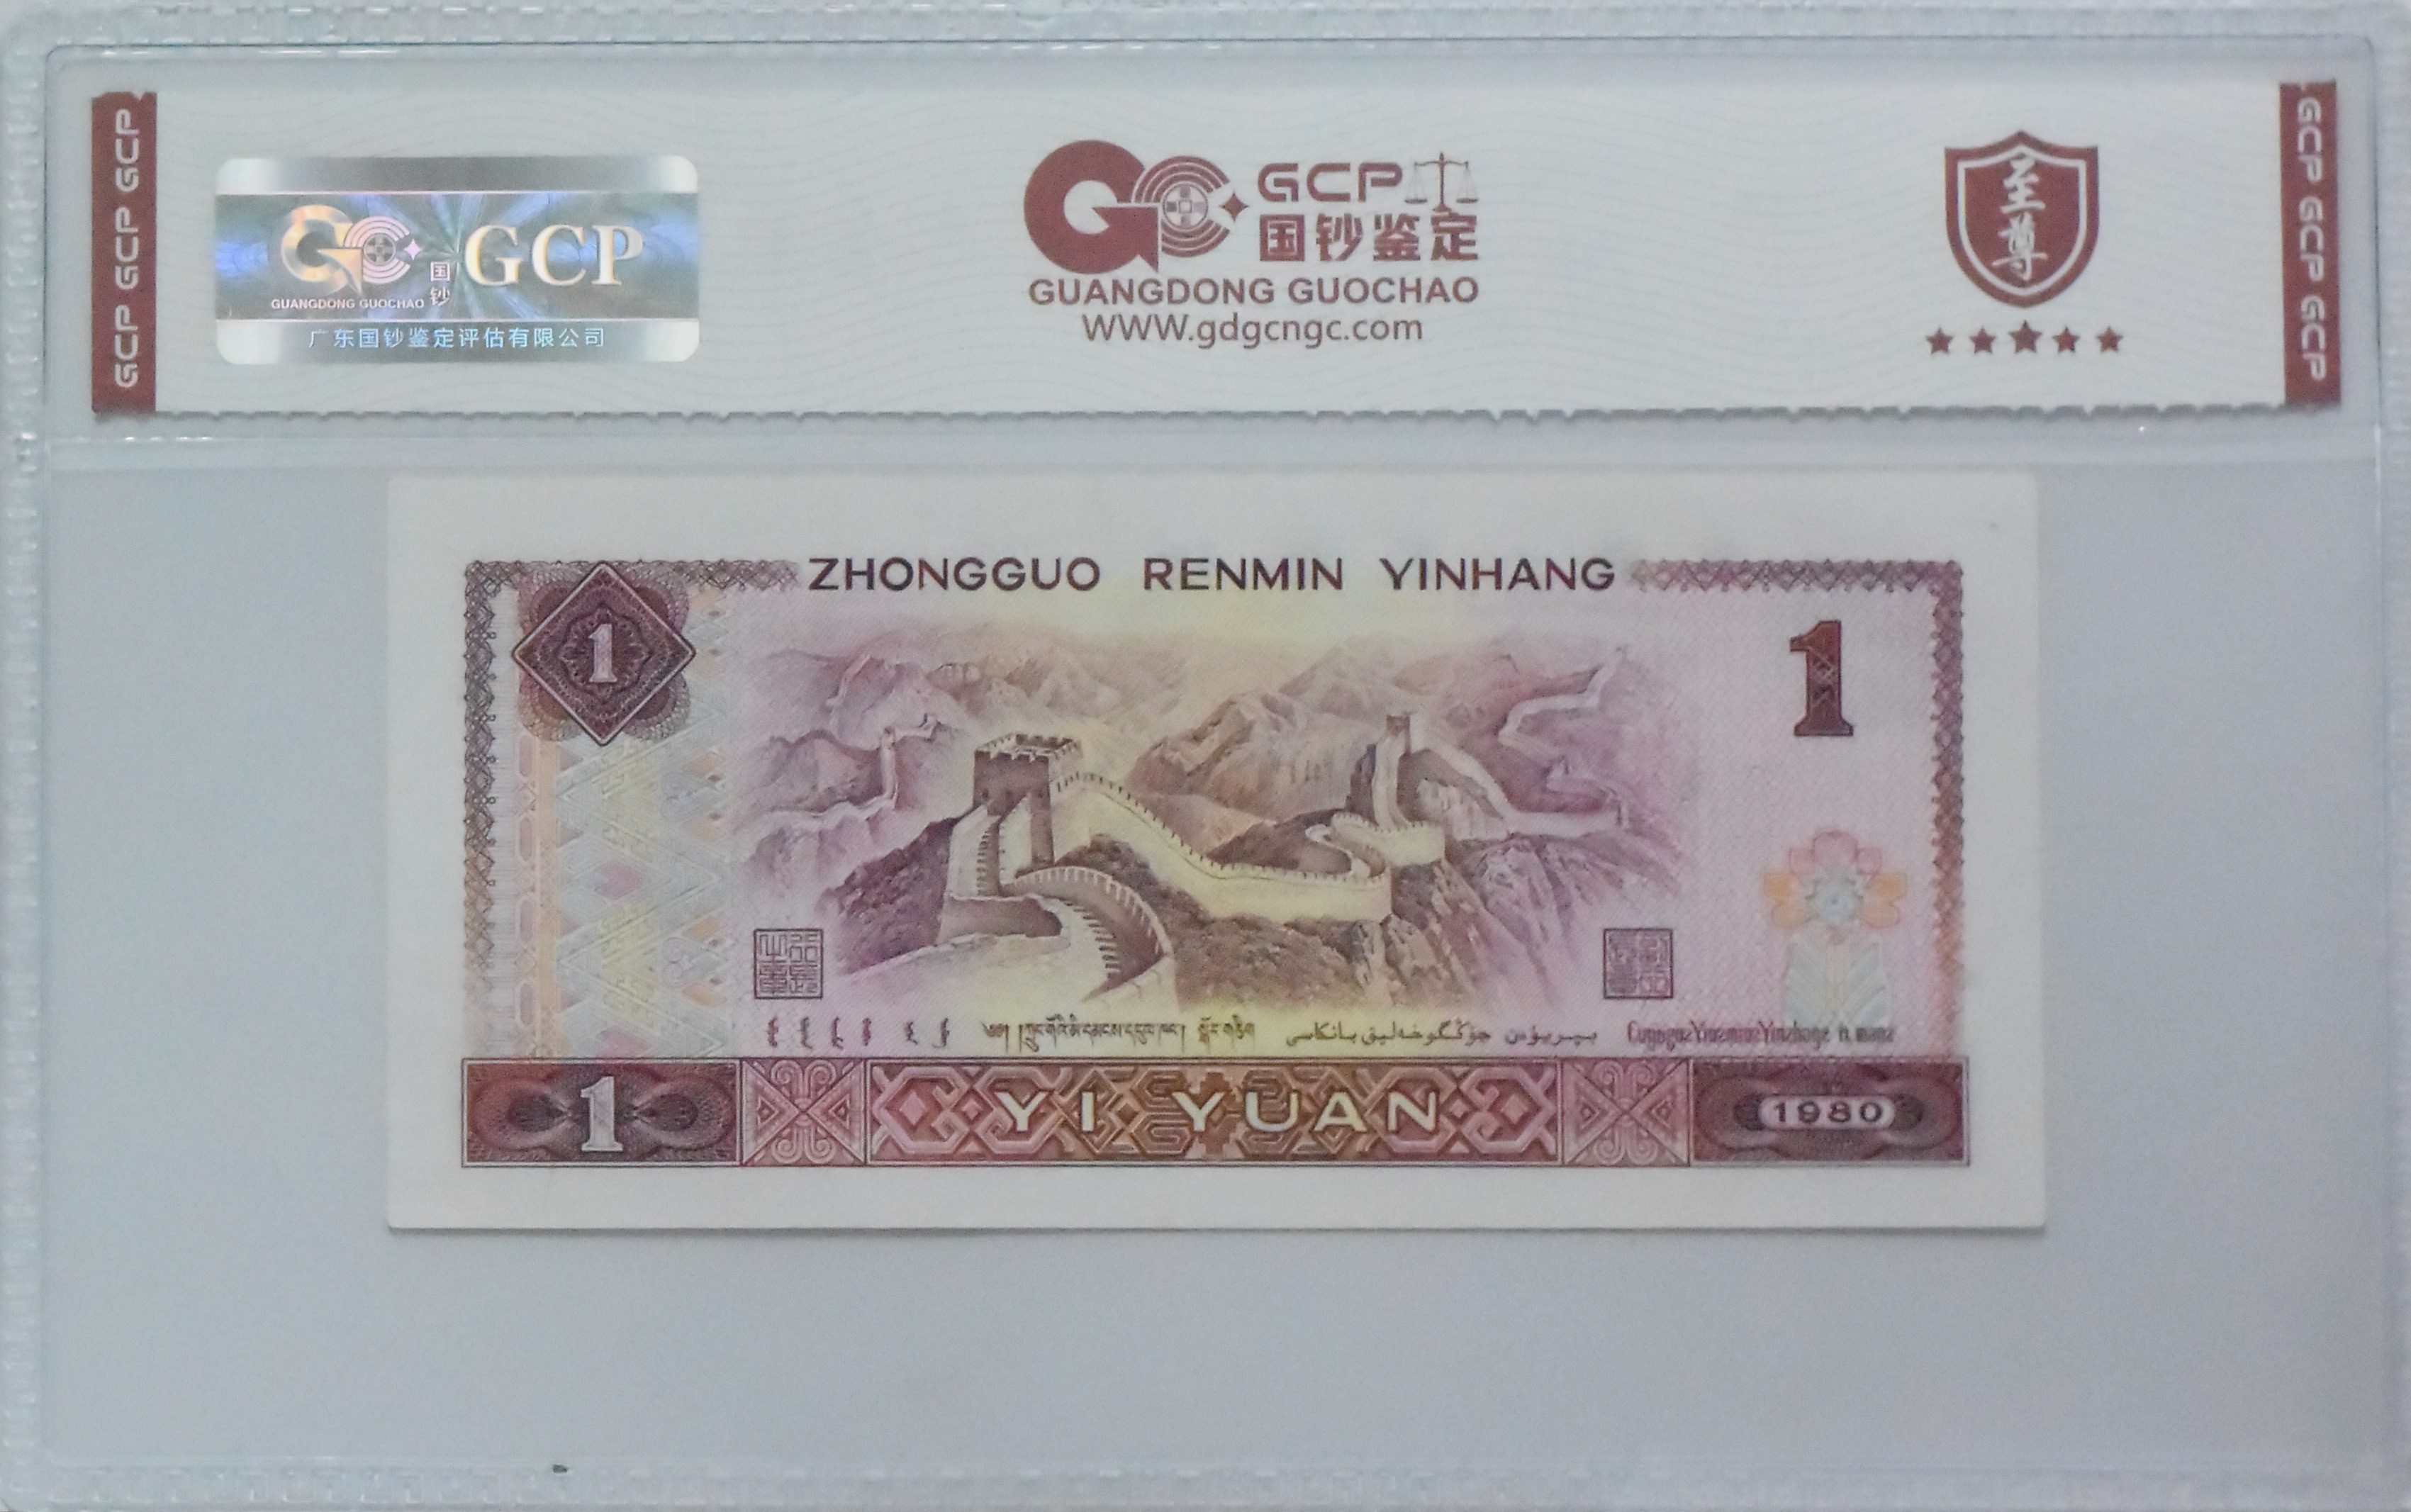 GCP GCP GCP
GCP
国钞
GUANGDONG GUOCHAO
广东国钞鉴定评估有限公司
GCP
国钞鉴定
GUANGDONG GUOCHAO
WWW.gdgcngc.com
至尊
GCP GCP GCP
ZHONGGUO RENMIN YINHANG
1
1
1
YI YUAN
1980